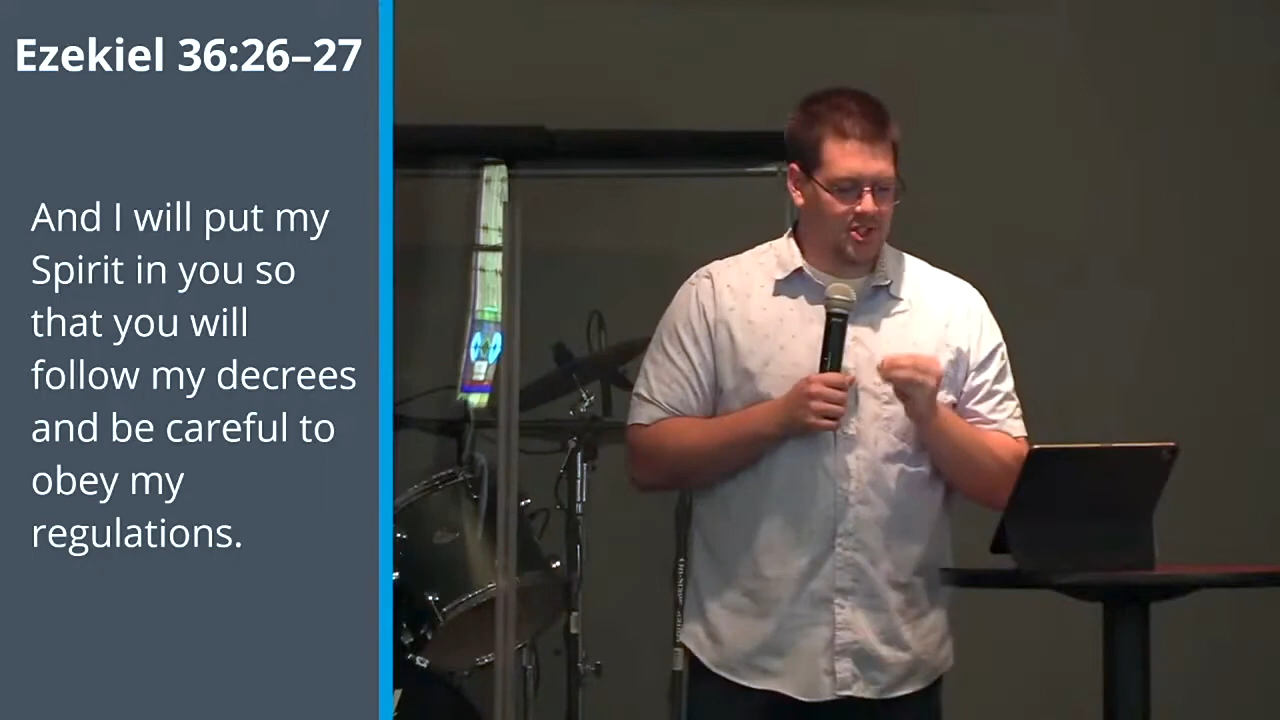 Ezekiel 36:26–27
And I will put my
Spirit in you so
that you will
follow my decrees
and be careful to
obey my
regulations.